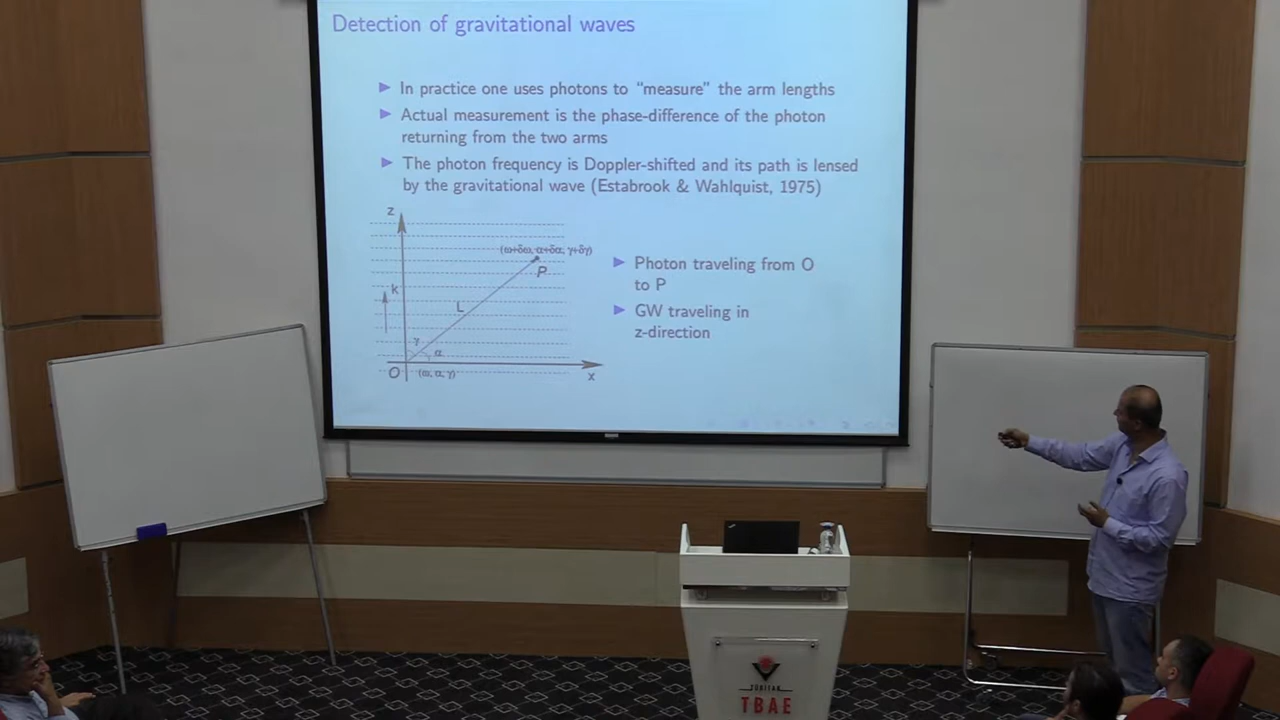 Detection of gravitational waves
In practice one uses photons to “measure” the arm lengths
Actual measurement is the phase-difference of the photon
returning from the two arms
The photon frequency is Doppler-shifted and its path is lensed
by the gravitational wave (Estabrook & Wahlquist, 1975)
z
(ω+δω, α+δα, γ+δγ)
P
k
L
γ
α
O
(ω, α, γ)
x
Photon traveling from O
to P
GW traveling in
z-direction
TÜBİTAK
TBAE